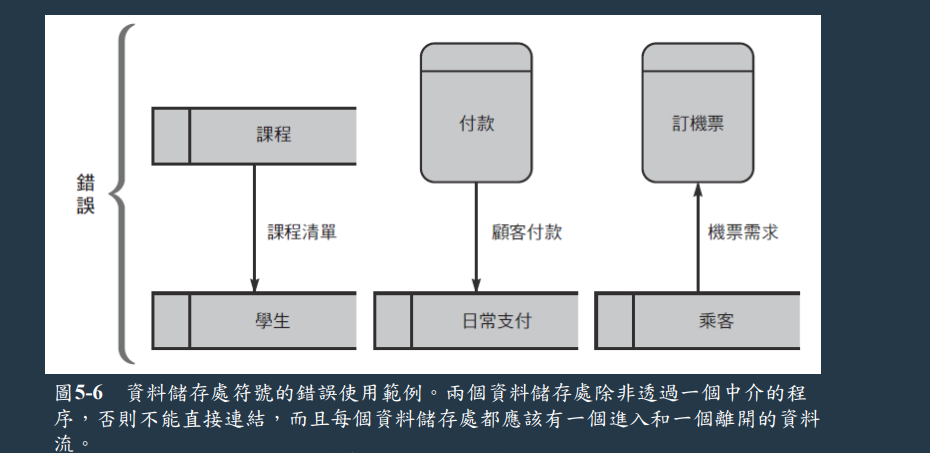 錯誤
課程
付款
訂機票
課程清單
顧客付款
機票需求
學生
日常支付
乘客
圖5-6 資料儲存處符號的錯誤使用範例。兩個資料儲存處除非透過一個中介的程
序，否則不能直接連結，而且每個資料儲存處都應該有一個進入和一個離開的資料
流。